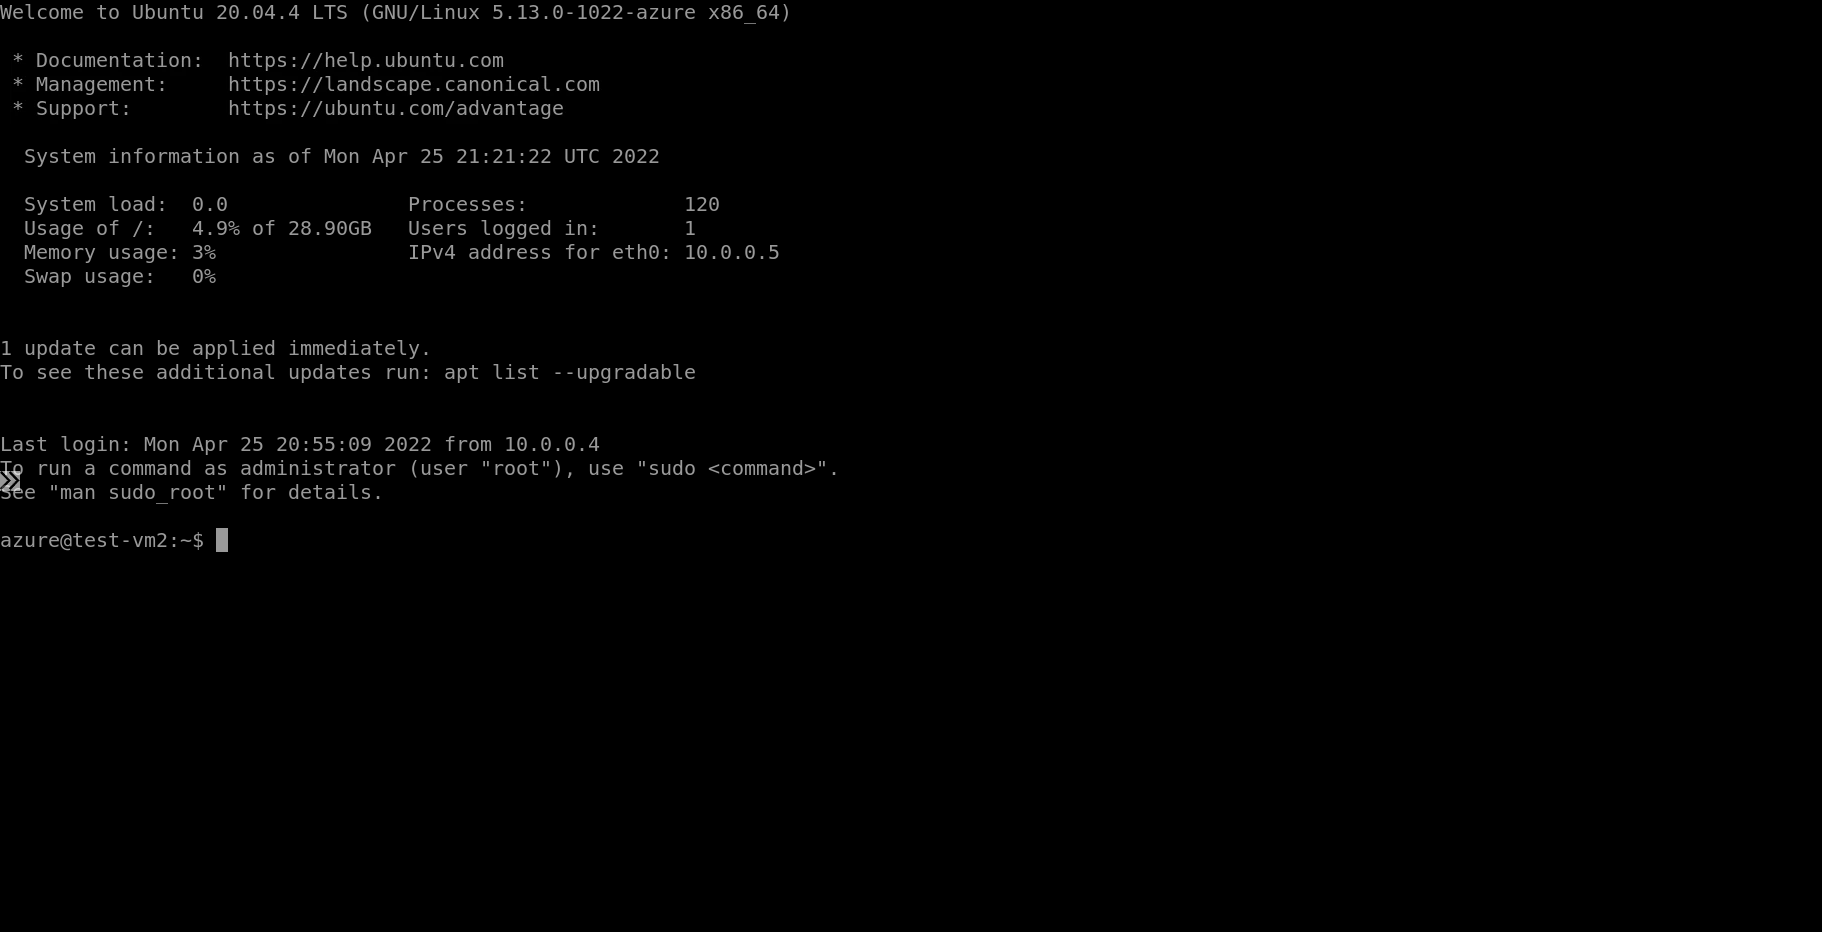 Welcome to Ubuntu 20.04.4 LTS (GNU/Linux 5.13.0-1022-azure x86_64)

 * Documentation:  https://help.ubuntu.com
 * Management:     https://landscape.canonical.com
 * Support:        https://ubuntu.com/advantage

  System information as of Mon Apr 25 21:21:22 UTC 2022

  System load:  0.0               Processes:             120
  Usage of /:   4.9% of 28.90GB   Users logged in:       1
  Memory usage: 3%                IPv4 address for eth0: 10.0.0.5
  Swap usage:   0%


1 update can be applied immediately.
To see these additional updates run: apt list --upgradable


Last login: Mon Apr 25 20:55:09 2022 from 10.0.0.4
To run a command as administrator (user "root"), use "sudo <command>".
See "man sudo_root" for details.

azure@test-vm2:~$